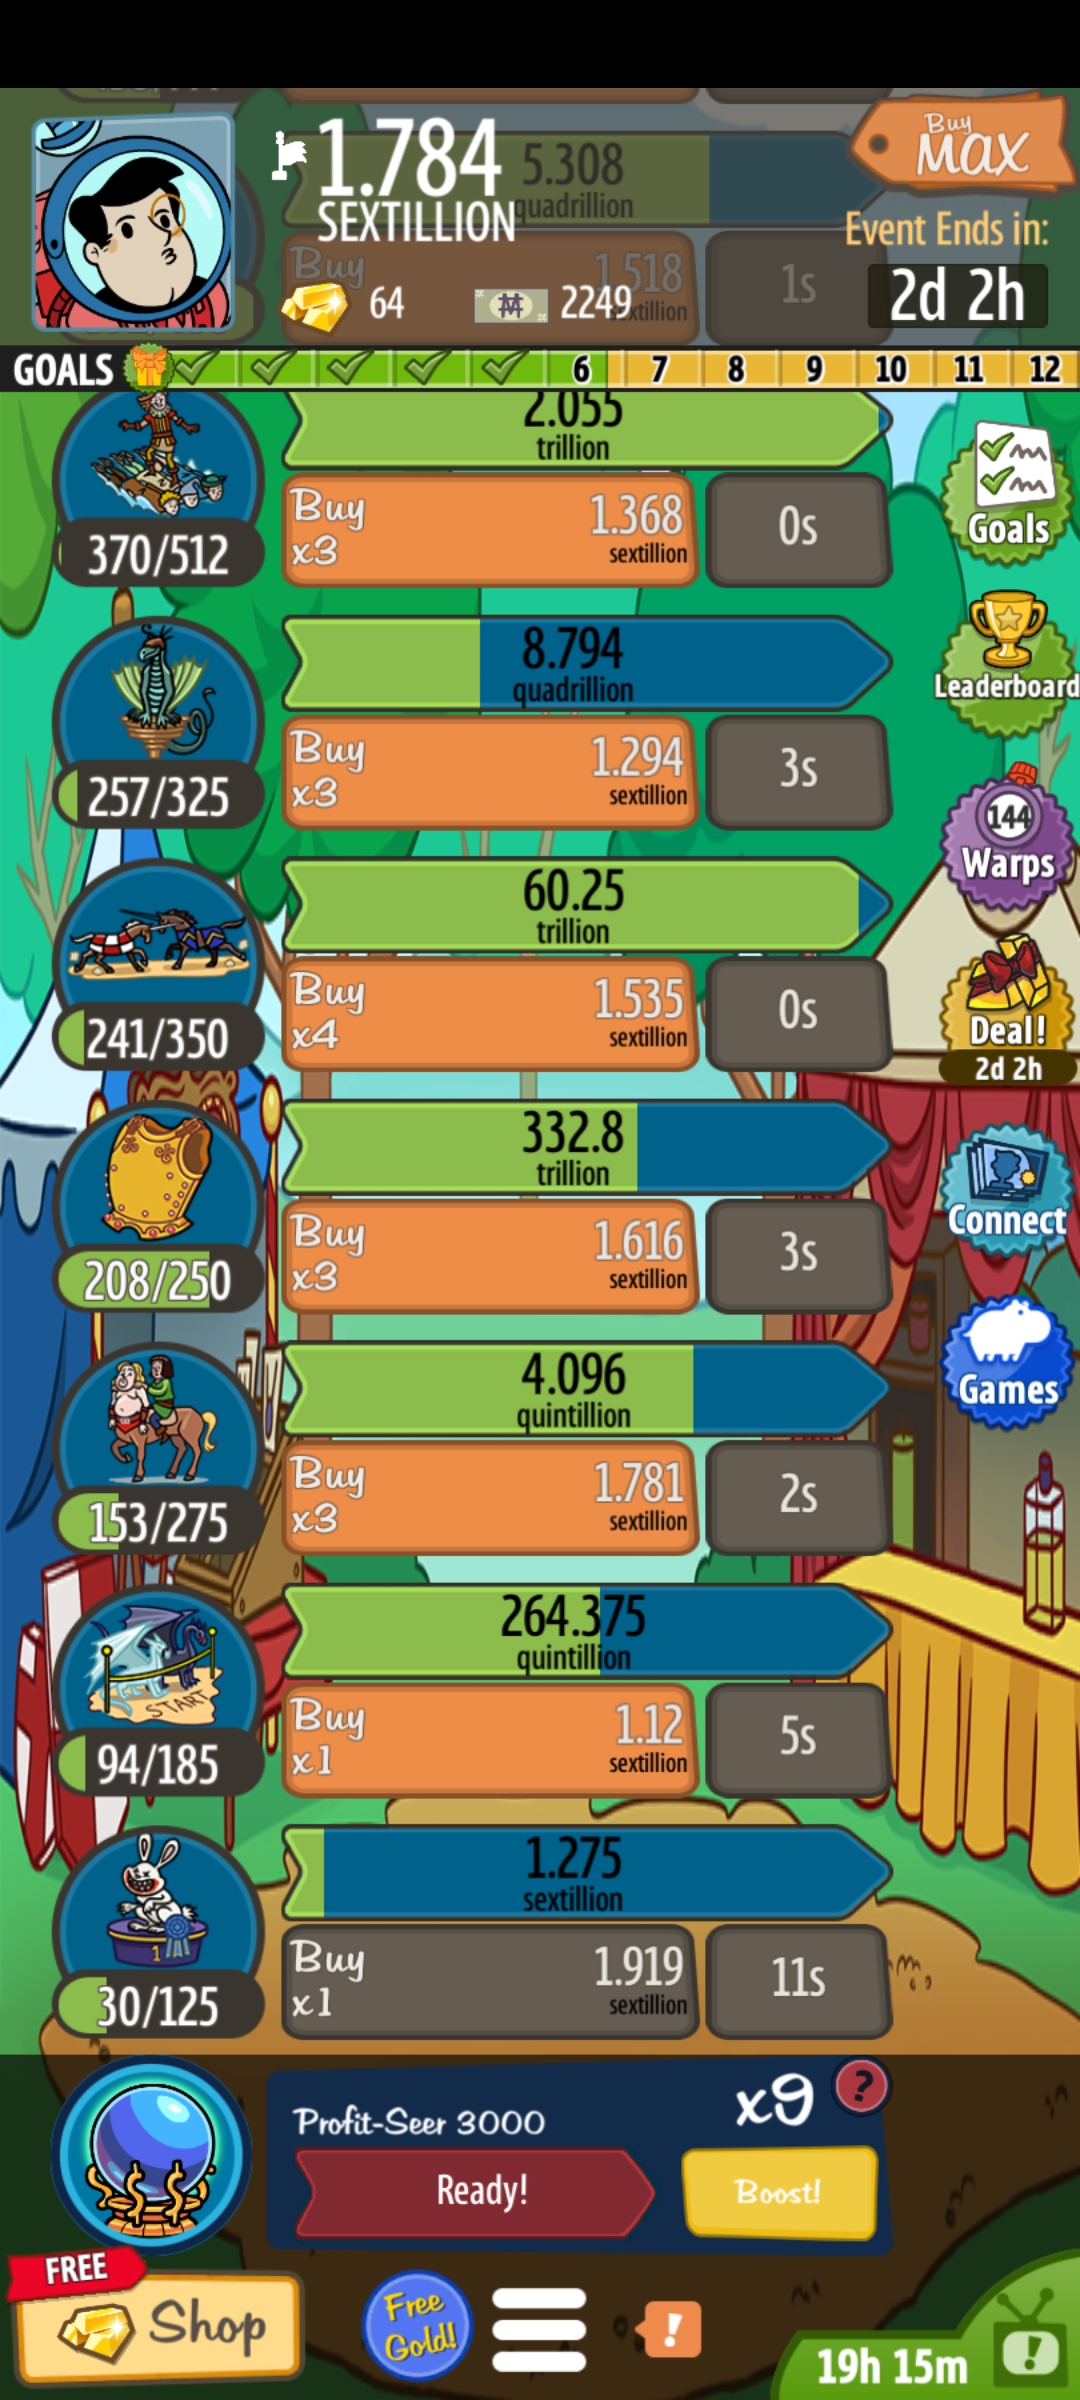 1.784
SEXTILLION
5.308
quadrillion
Buy
MAX
Event Ends in:
2d 2h
64
2249
Buy
1.518
sextillion
1s
GOALS
6 7 8 9 10 11 12
2.055
trillion
370/512
Buy
x3
1.368
sextillion
0s
Goals
8.794
quadrillion
257/325
Buy
x3
1.294
sextillion
3s
Leaderboard
144
Warps
60.25
trillion
241/350
Buy
x4
1.535
sextillion
0s
Deal!
2d 2h
332.8
trillion
208/250
Buy
x3
1.616
sextillion
3s
Connect
4.096
quintillion
153/275
Buy
x3
1.781
sextillion
2s
Games
264.375
quintillion
START
94/185
Buy
x1
1.12
sextillion
5s
1.275
sextillion
1
30/125
Buy
x1
1.919
sextillion
11s
Profit-Seer 3000
x9
?
Ready!
Boost!
FREE
Shop
Free
Gold!
!
19h 15m
!